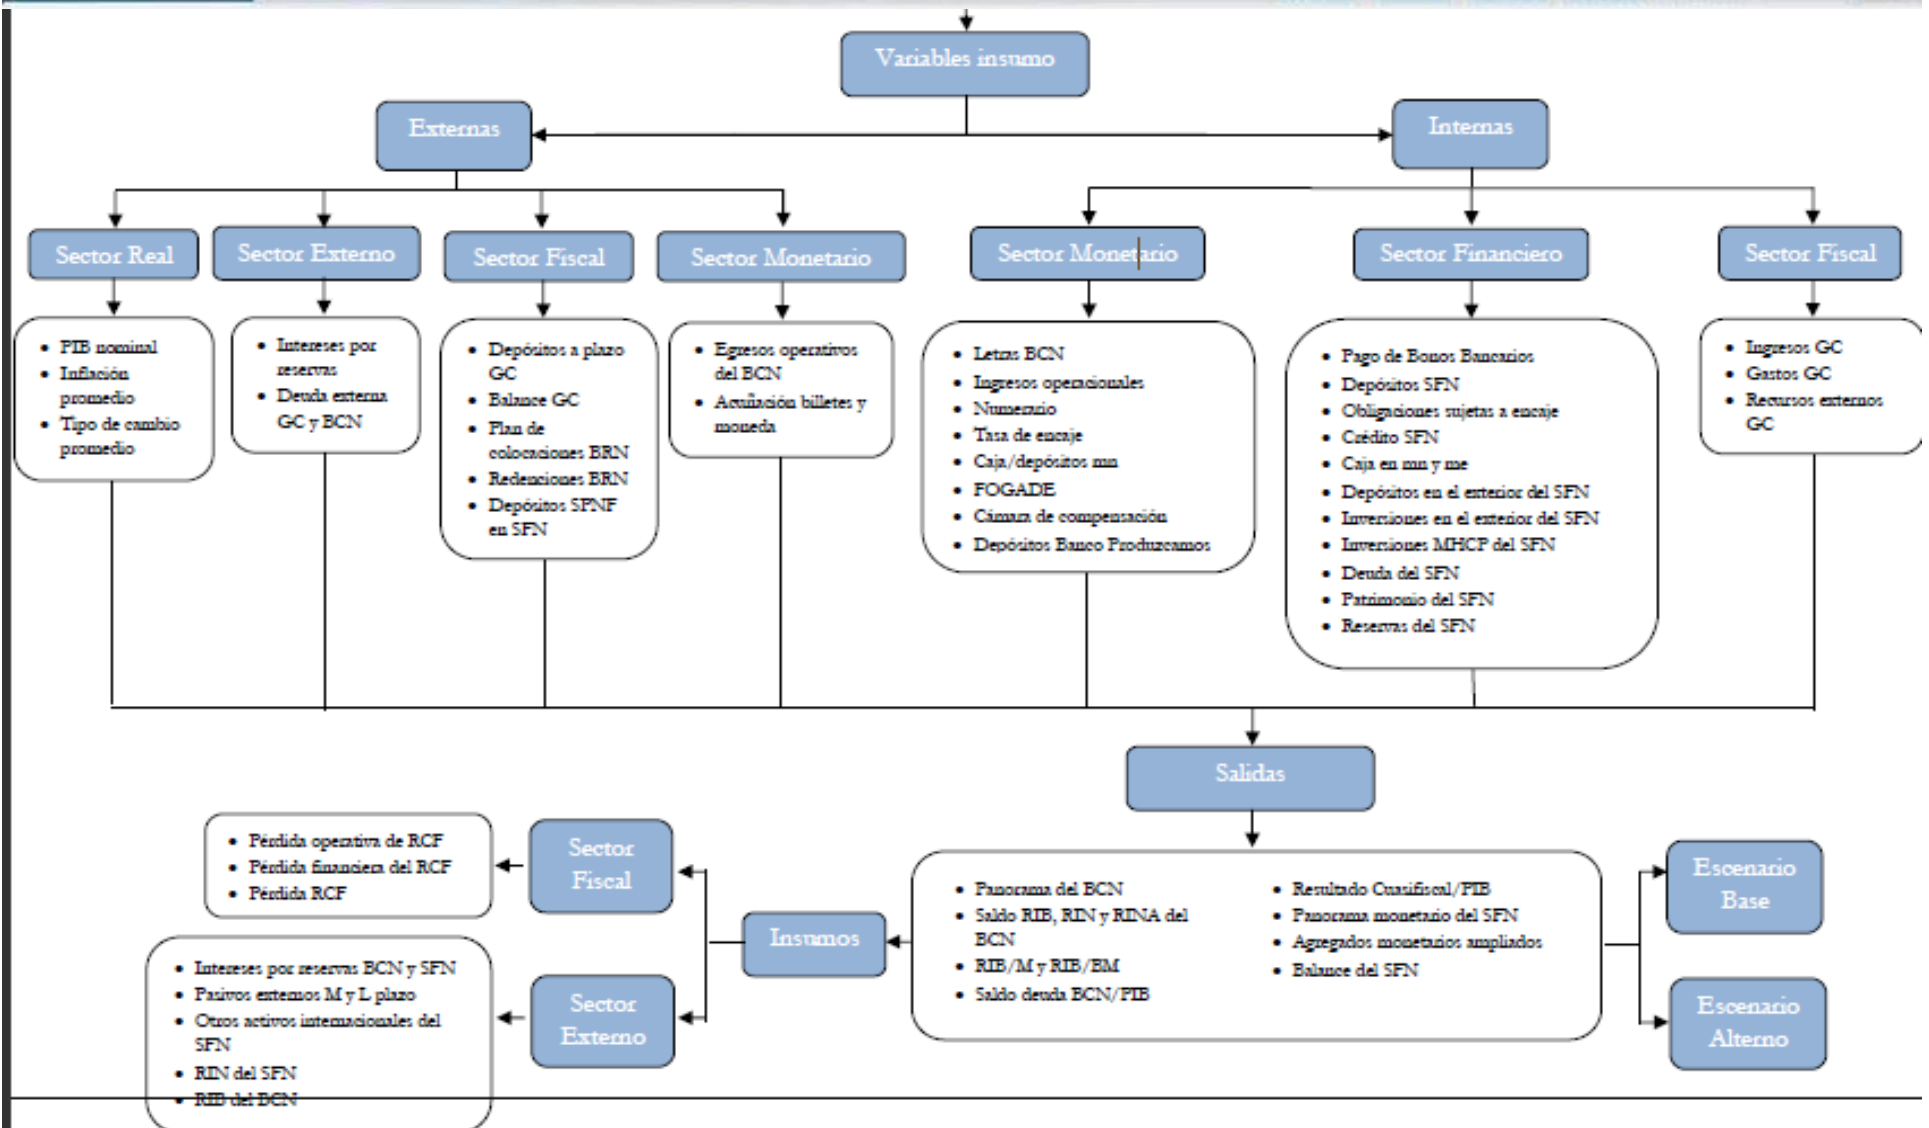 Variables insumo
Externas
Internas
Sector Real
Sector Externo
Sector Fiscal
Sector Monetario
Sector Monetario
Sector Financiero
Sector Fiscal
• PIB nominal
• Inflación
promedio
• Tipo de cambio
promedio
• Intereses por
reservas
• Deuda externa
GC y BCN
• Depósitos a plazo
GC
• Balance GC
• Plan de
colocaciones BRN
• Redenciones BRN
• Depósitos SPNF
en SFN
• Egresos operativos
del BCN
• Acuñación billetes y
moneda
• Letras BCN
• Ingresos operacionales
• Numerario
• Tasa de encaje
• Caja/depósitos mn
• FOGADE
• Cámara de compensación
• Depósitos Banco Produzcamos
• Pago de Bonos Bancarios
• Depósitos SFN
• Obligaciones sujetas a encaje
• Crédito SFN
• Caja en mn y me
• Depósitos en el exterior del SFN
• Inversiones en el exterior del SFN
• Inversiones MHCP del SFN
• Deuda del SFN
• Patrimonio del SFN
• Reservas del SFN
• Ingresos GC
• Gastos GC
• Recursos externos
GC
Salidas
• Panorama del BCN
• Saldo RIB, RIN y RINA del
BCN
• RIB/M y RIB/BM
• Saldo deuda BCN/PIB
• Resultado Cuasifiscal/PIB
• Panorama monetario del SFN
• Agregados monetarios ampliados
• Balance del SFN
Escenario
Base
Escenario
Alterno
Insumos
Sector
Fiscal
• Pérdida operativa de RCF
• Pérdida financiera del RCF
• Pérdida RCF
Sector
Externo
• Intereses por reservas BCN y SFN
• Pasivos externos M y L plazo
• Otros activos internacionales del
SFN
• RIN del SFN
• RIB del BCN